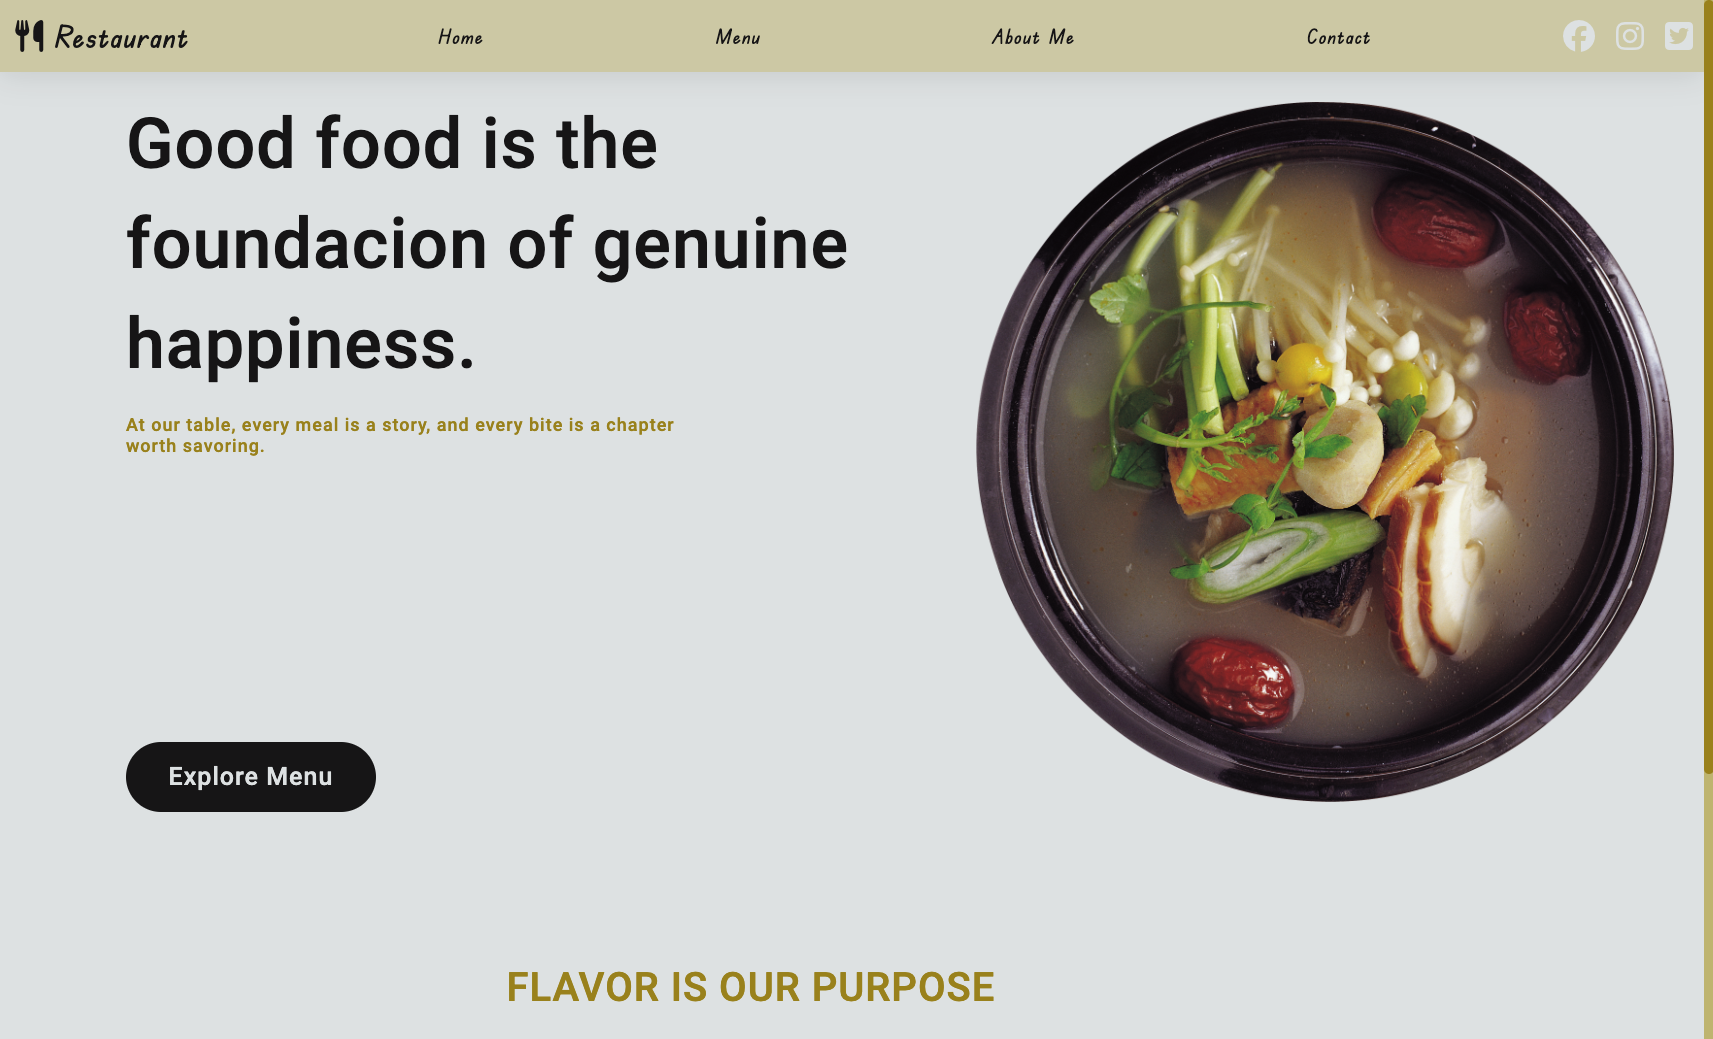 Restaurant
Home
Menu
About Me
Contact
Good food is the
foundacion of genuine
happiness.
At our table, every meal is a story, and every bite is a chapter
worth savoring.
Explore Menu
FLAVOR IS OUR PURPOSE